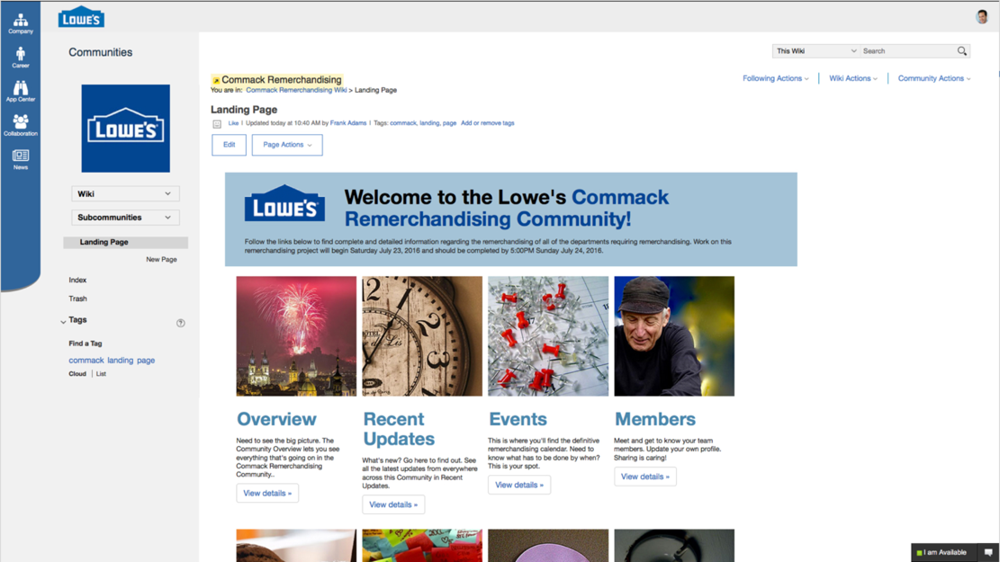 Company
Career
App Center
Collaboration
News
LOWE'S
Communities
LOWE'S
Wiki
Subcommunities
Landing Page
New Page
Index
Trash
Tags
?
Find a Tag
commack landing page
Cloud | List
This Wiki Search
Following Actions | Wiki Actions | Community Actions
Commack Remerchandising
You are in: Commack Remerchandising Wiki > Landing Page
Landing Page
Like | Updated today at 10:40 AM by Frank Adams | Tags: commack, landing, page Add or remove tags
Edit Page Actions
LOWE'S
Welcome to the Lowe's Commack
Remerchandising Community!
Follow the links below to find complete and detailed information regarding the remerchandising of all of the departments requiring remerchandising. Work on this
remerchandising project will begin Saturday July 23, 2016 and should be completed by 5:00PM Sunday July 24, 2016.
Overview
Need to see the big picture. The
Community Overview lets you see
everything that's going on in the
Commack Remerchandising
Community..
View details »
12
2
3
Recent
Updates
What's new? Go here to find out. See
all the latest updates from everywhere
across this Community in Recent
Updates.
View details »
Events
This is where you'll find the definitive
remerchandising calendar. Need to
know what has to be done by when?
This is your spot.
View details »
Members
Meet and get to know your team
members. Update your own profile.
Sharing is caring!
View details »
I am Available